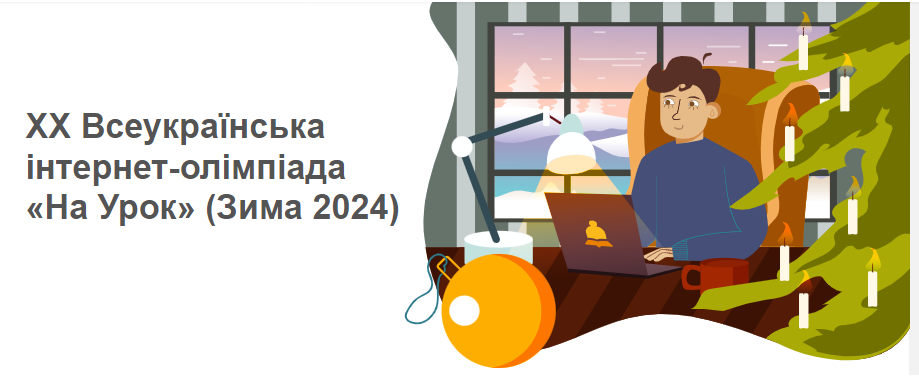 XX Всеукраїнська
інтернет-олімпіада
«На Урок» (Зима 2024)